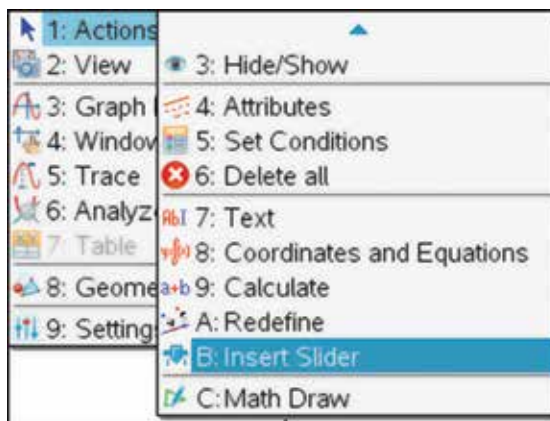 1: Actions
2: View
3: Graph
4: Window
5: Trace
6: Analyz
7: Table
8: Geome
9: Setting
3: Hide/Show
4: Attributes
5: Set Conditions
6: Delete all
7: Text
8: Coordinates and Equations
9: Calculate
A: Redefine
B: Insert Slider
C: Math Draw